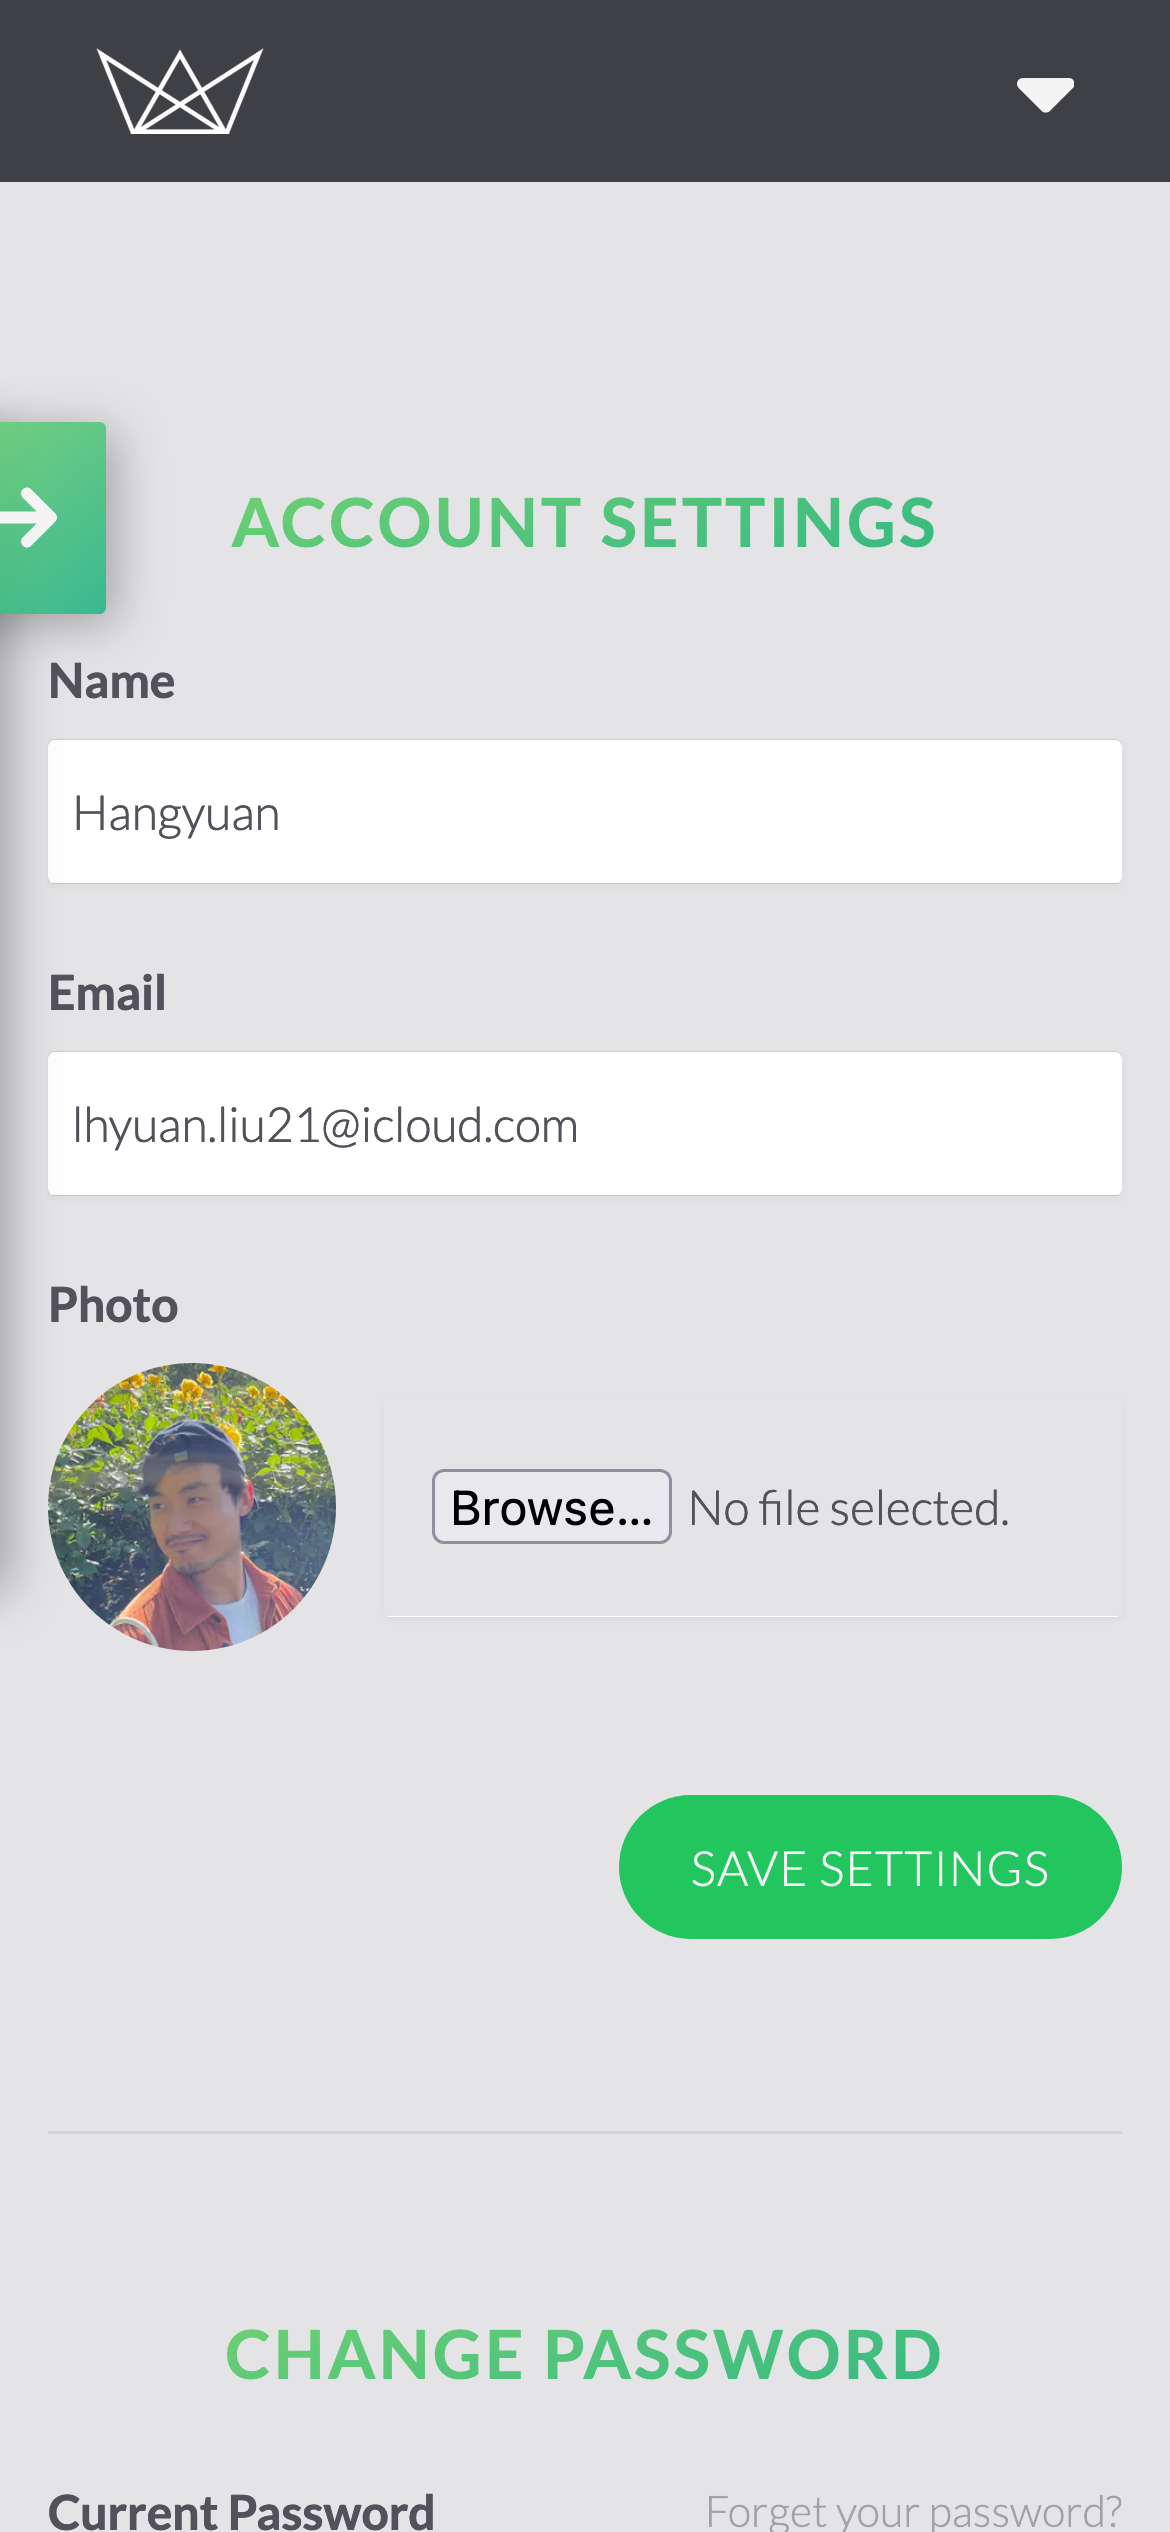 ACCOUNT SETTINGS
Name
Hangyuan
Email
lhyuan.liu21@icloud.com
Photo
Browse... No file selected.
SAVE SETTINGS
CHANGE PASSWORD
Current Password Forget your password?